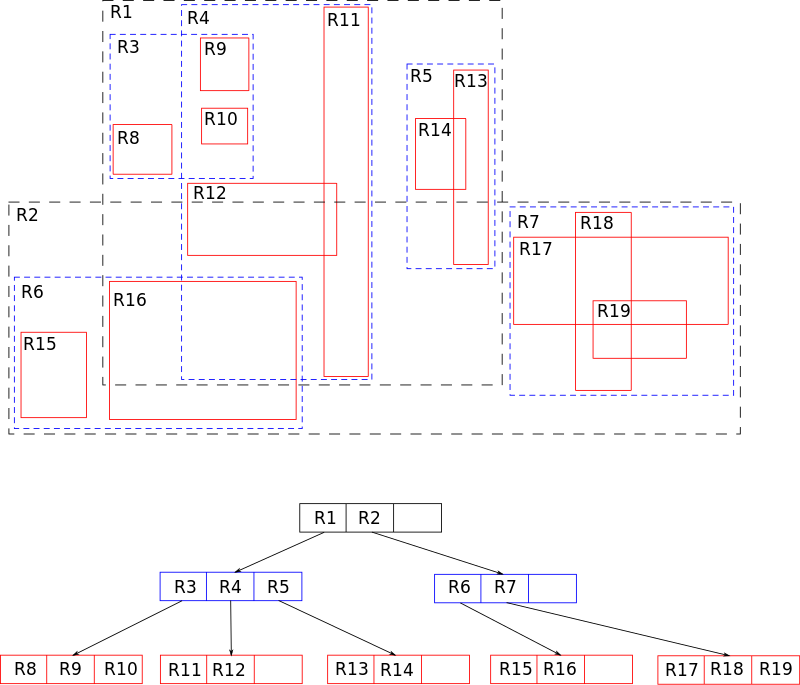 R1
R4
R11
R3
R9
R5
R13
R10
R14
R8
R12
R2
R7
R18
R17
R6
R16
R19
R15
R1 R2
R3 R4 R5
R6 R7
R8 R9 R10
R11 R12
R13 R14
R15 R16
R17 R18 R19